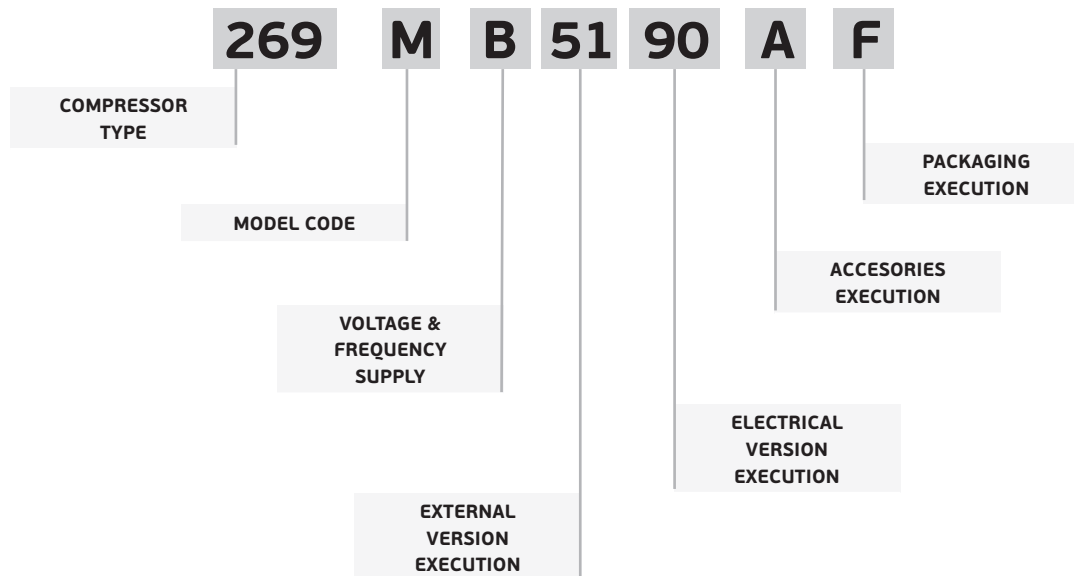 269 M B 51 90 A F
COMPRESSOR
TYPE
PACKAGING
EXECUTION
MODEL CODE
ACCESORIES
EXECUTION
VOLTAGE &
FREQUENCY
SUPPLY
ELECTRICAL
VERSION
EXECUTION
EXTERNAL
VERSION
EXECUTION